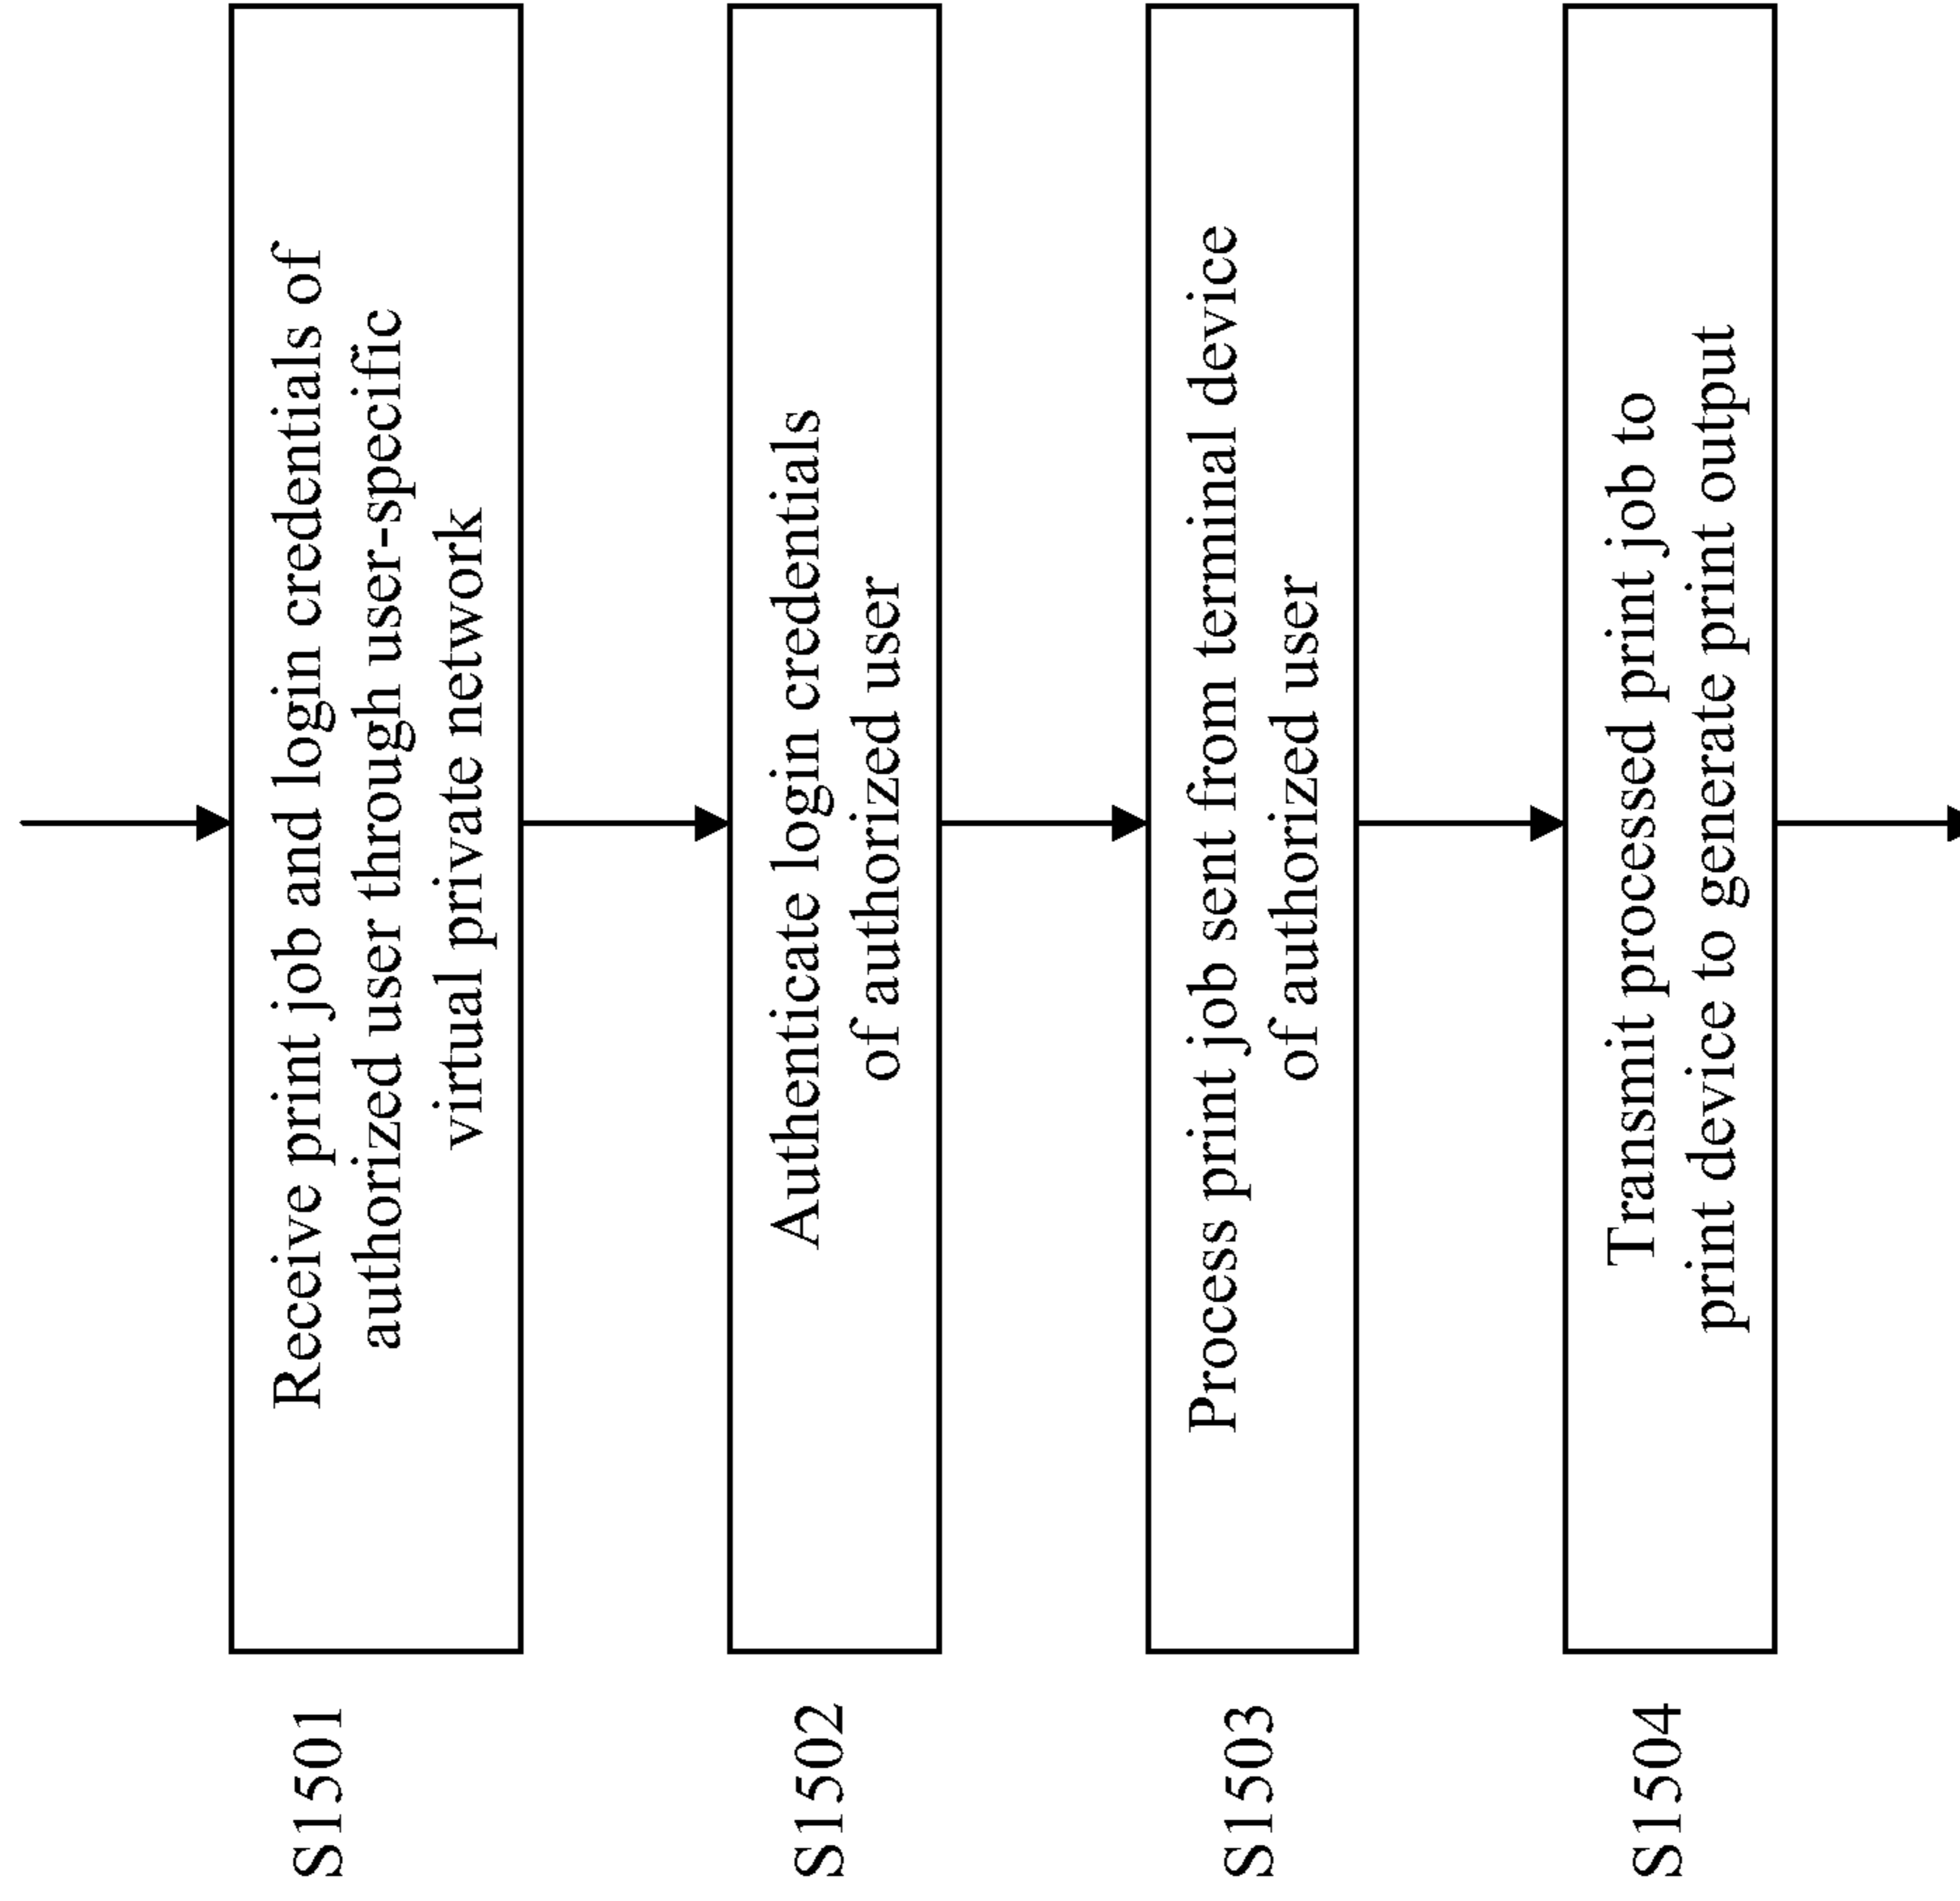 S1501
Receive print job and login credentials of
authorized user through user-specific
virtual private network
S1502
Authenticate login credentials
of authorized user
S1503
Process print job sent from terminal device
of authorized user
S1504
Transmit processed print job to
print device to generate print output